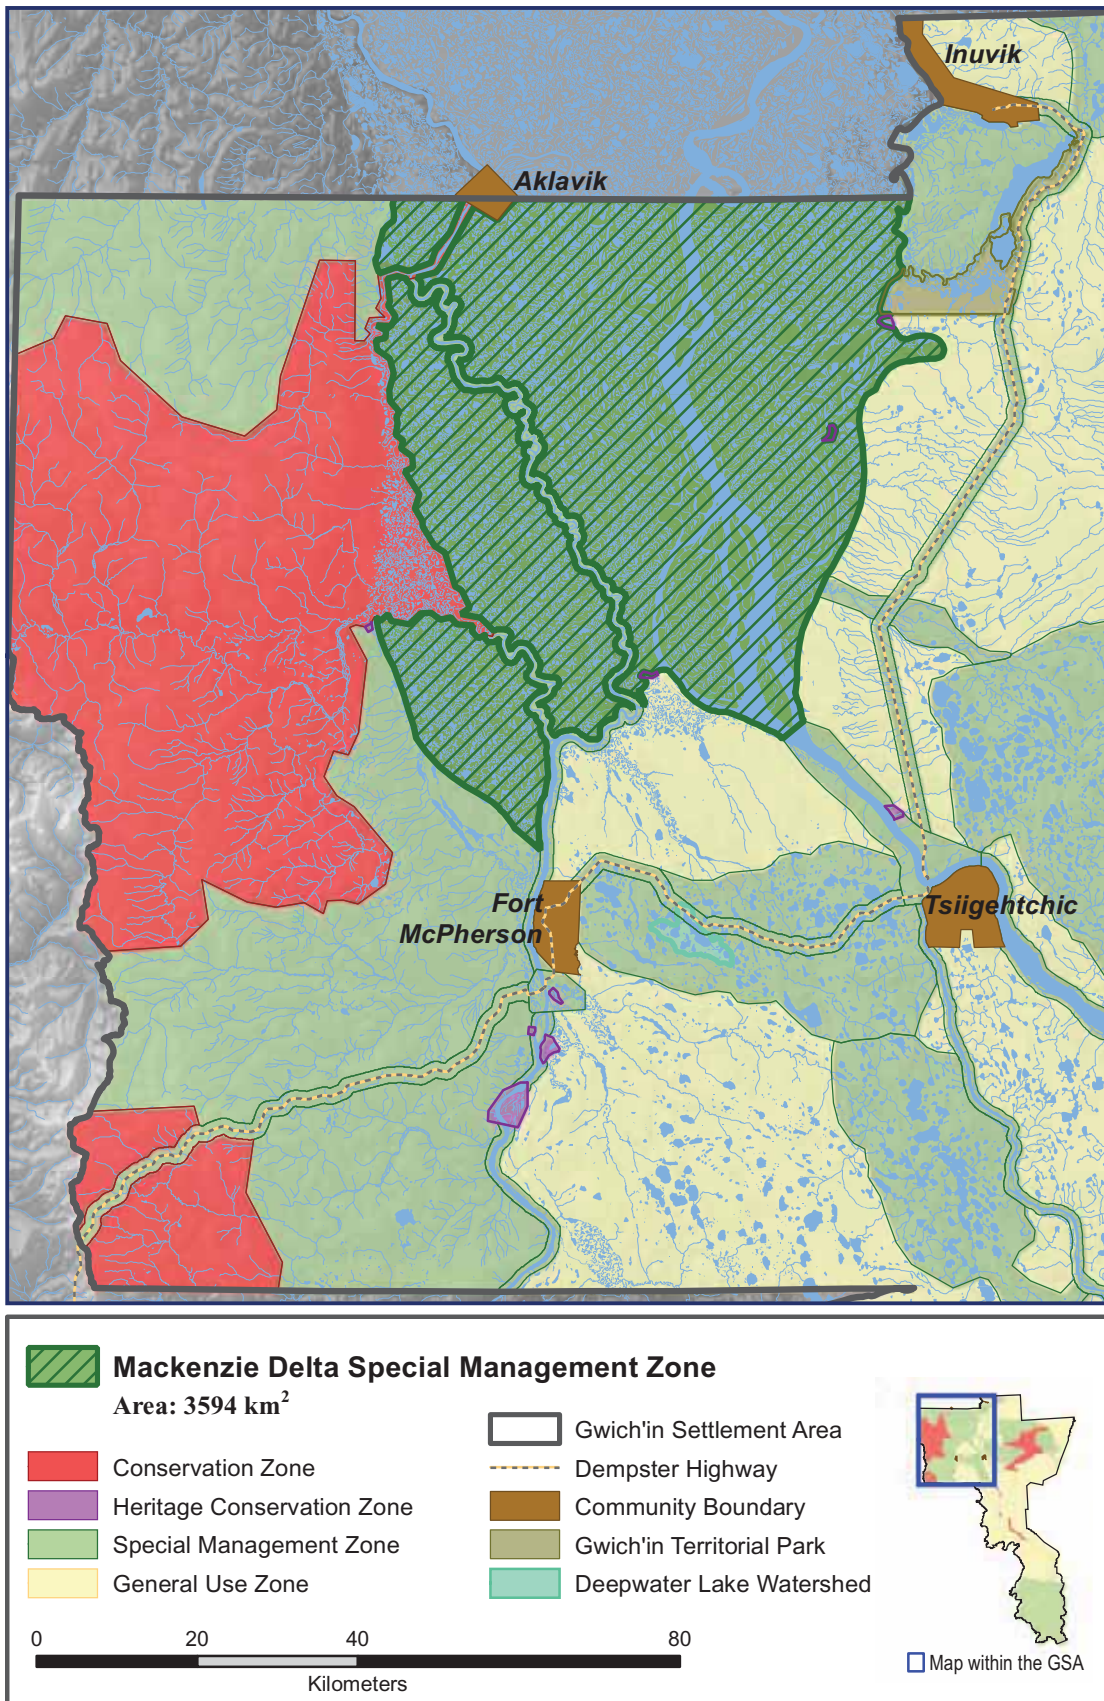 Inuvik
Aklavik
Fort
McPherson
Tsiigehtchic
Mackenzie Delta Special Management Zone
Area: 3594 km²
Conservation Zone
Heritage Conservation Zone
Special Management Zone
General Use Zone
Gwich'in Settlement Area
Dempster Highway
Community Boundary
Gwich'in Territorial Park
Deepwater Lake Watershed
0 20 40 80
Kilometers
Map within the GSA